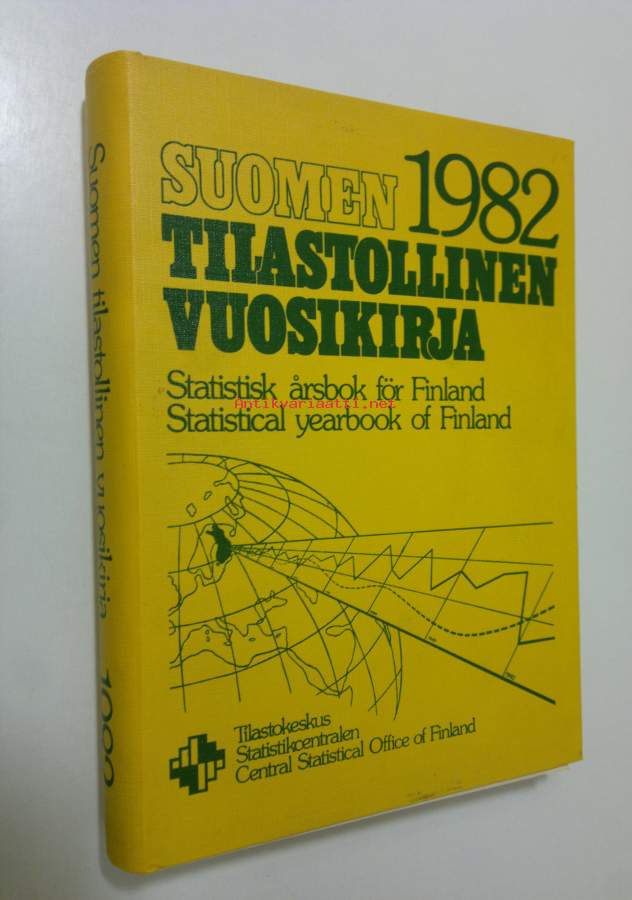 SUOMEN 1982
TILASTOLLINEN
VUOSIKIRJA
Statistisk årsbok för Finland
Antikvariaatti.net
Statistical yearbook of Finland
Tilastokeskus
Statistikcentralen
Central Statistical Office of Finland
Suomen tilastollinen vuosikirja